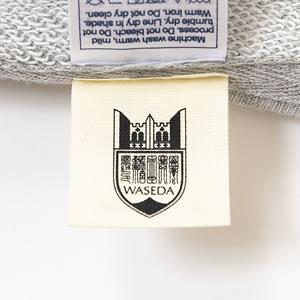 Machine wash warm, mild
process. Do not bleach. Do not
tumble dry. Line dry in shade.
Warm iron. Do not dry clean.
WASEDA